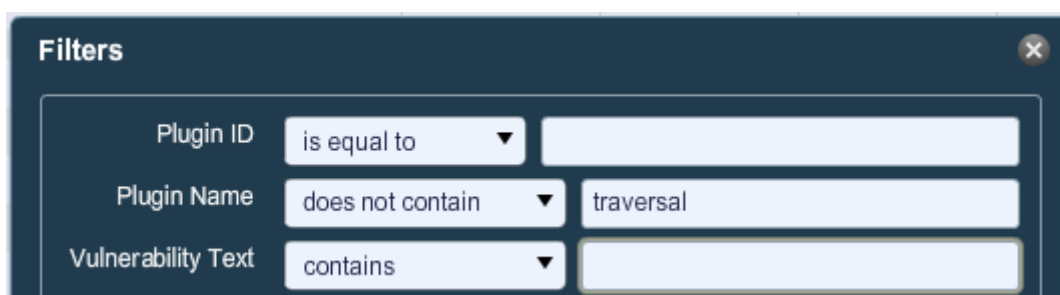 Filters
Plugin ID is equal to
Plugin Name does not contain traversal
Vulnerability Text contains